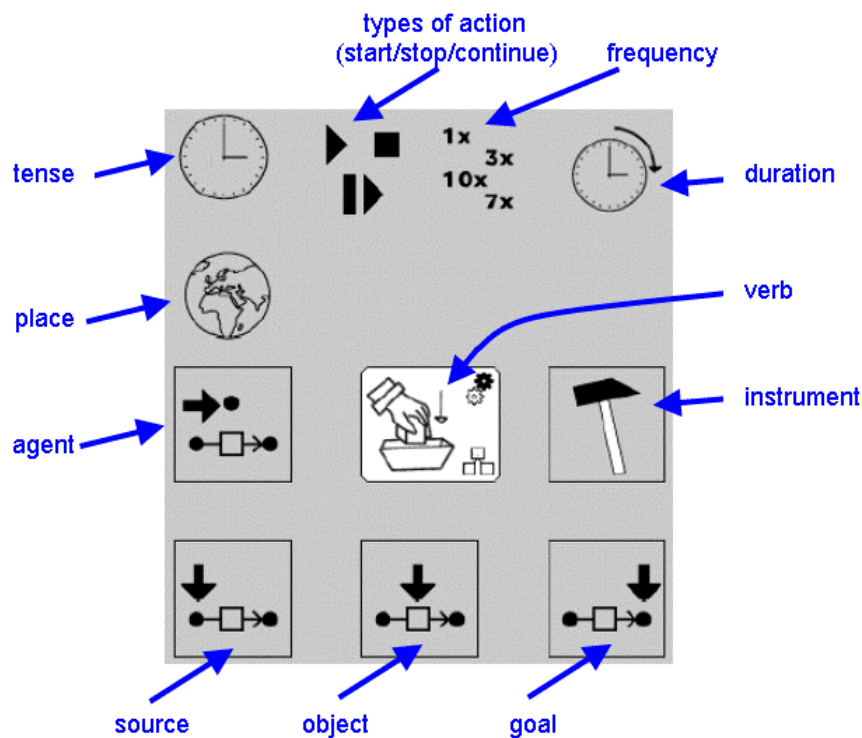 types of action
(start/stop/continue)
frequency
1x
3x
10x
7x
tense
duration
place
verb
instrument
agent
source
object
goal